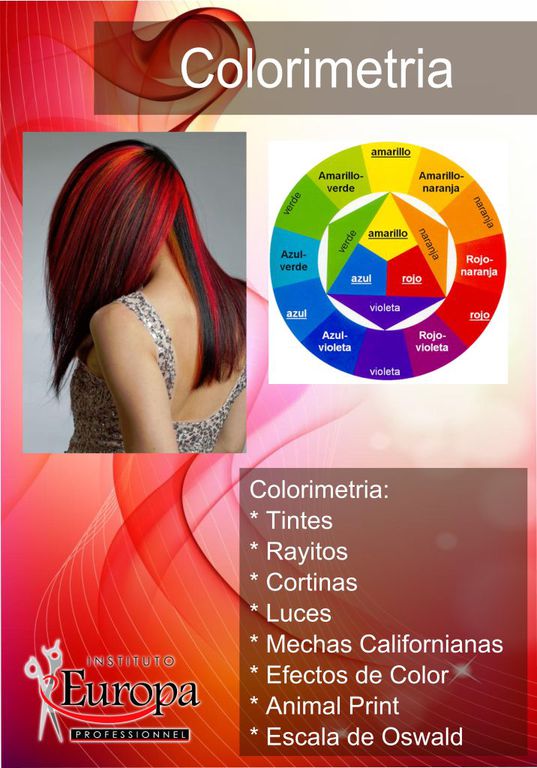 Colorimetria
amarillo
Amarillo-
verde
Amarillo-
naranja
verde
naranja
amarillo
verde
naranja
Azul-
verde
Rojo-
naranja
azul
rojo
azul
rojo
violeta
Azul-
violeta
Rojo-
violeta
violeta
Colorimetria:
* Tintes
* Rayitos
* Cortinas
* Luces
* Mechas Californianas
* Efectos de Color
* Animal Print
* Escala de Oswald
INSTITUTO
Europa
PROFESSIONNEL